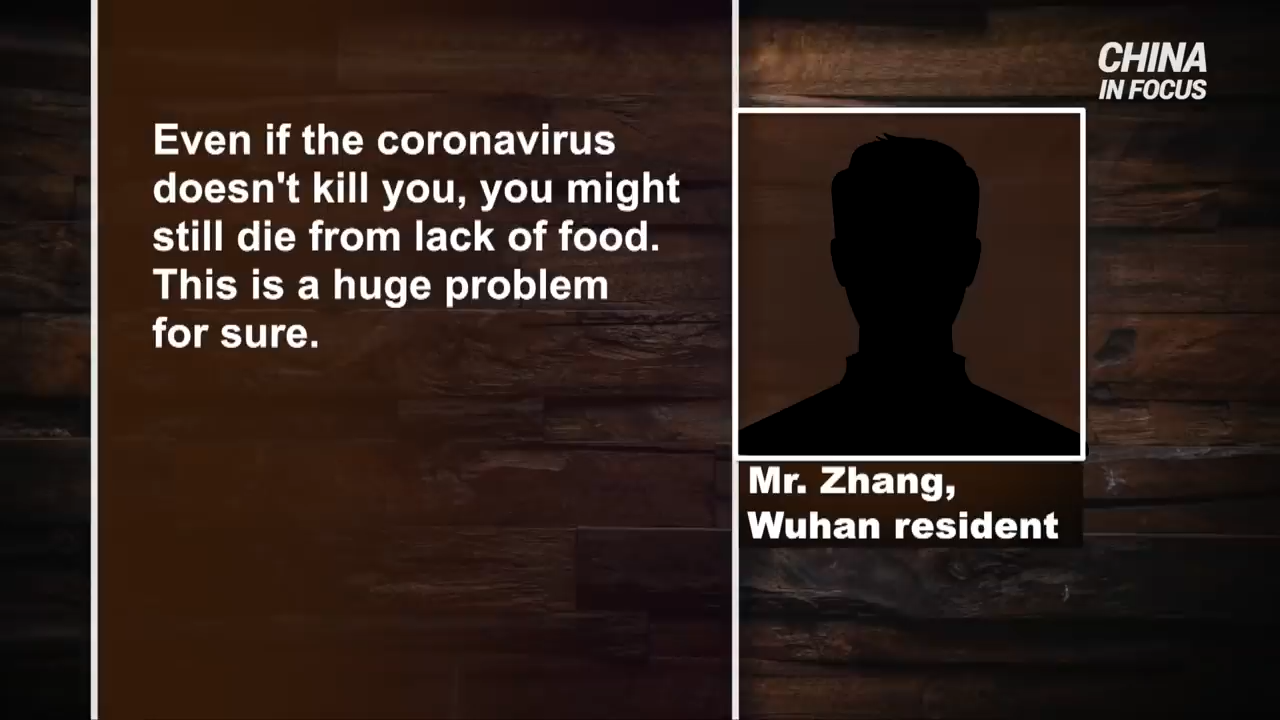 CHINA
IN FOCUS
Even if the coronavirus
doesn't kill you, you might
still die from lack of food.
This is a huge problem
for sure.
Mr. Zhang,
Wuhan resident